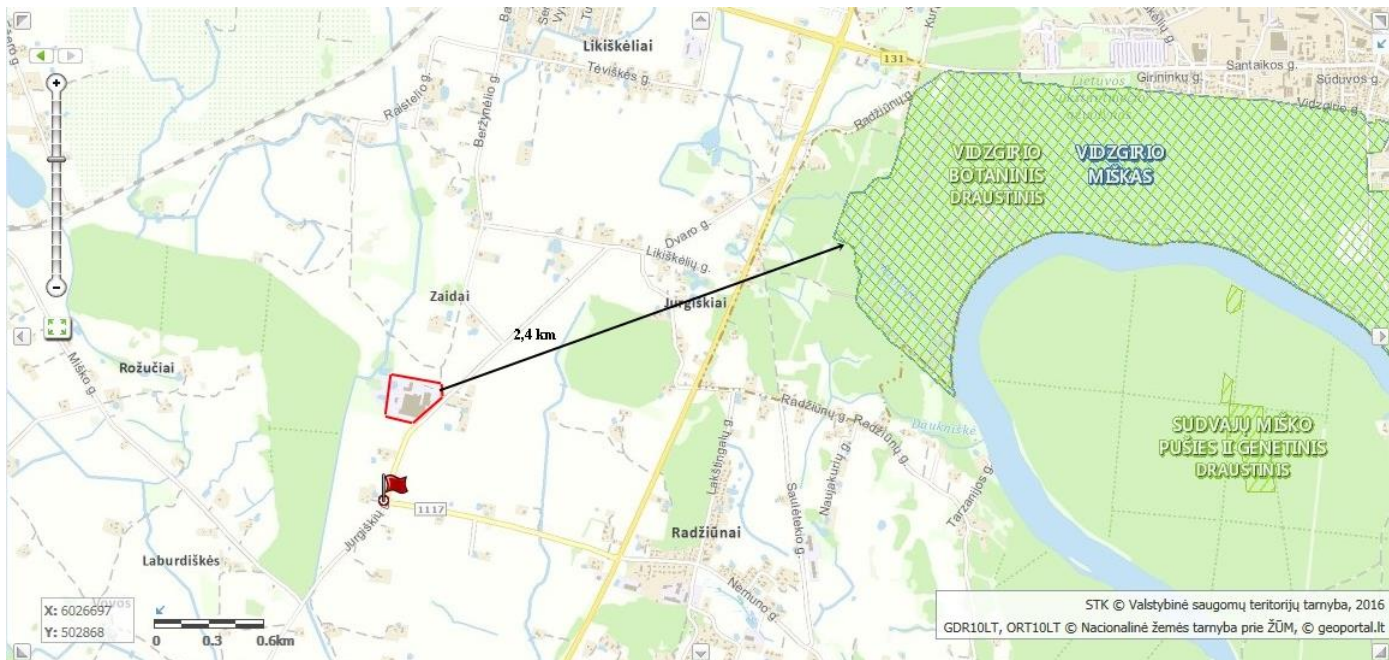 Likiškėliai
Tėviškės g.
Raistelio g.
Beržynėlio g.
131
Radžiūnų g.
Girininkų g.
Santaikos g.
Sūduvos g.
Vidzgirio g.
Lietuvos
VIDZGIRIO
BOTANINIS
DRAUSTINIS
VIDZGIRIO
MIŠKAS
Dvaro g.
Likiškėlių g.
Zaidai
Jurgiškiai
2,4 km
Rožučiai
Miško g.
Radžiūnų g.
Radžiūnų g.
Daukniškė
SUDVAJŲ MIŠKO
PUŠIES II GENETINIS
DRAUSTINIS
Lakštingalų g.
Saulėtekio g.
Naujakurių g.
Tarzanijos g.
1117
Jurgiškių g.
Radžiūnai
Nemuno g.
Laburdiškės
X: 6026697
Y: 502868
0 0.3 0.6km
STK © Valstybinė saugomų teritorijų tarnyba, 2016
GDR10LT, ORT10LT © Nacionalinė žemės tarnyba prie ŽŪM, © geoportal.lt